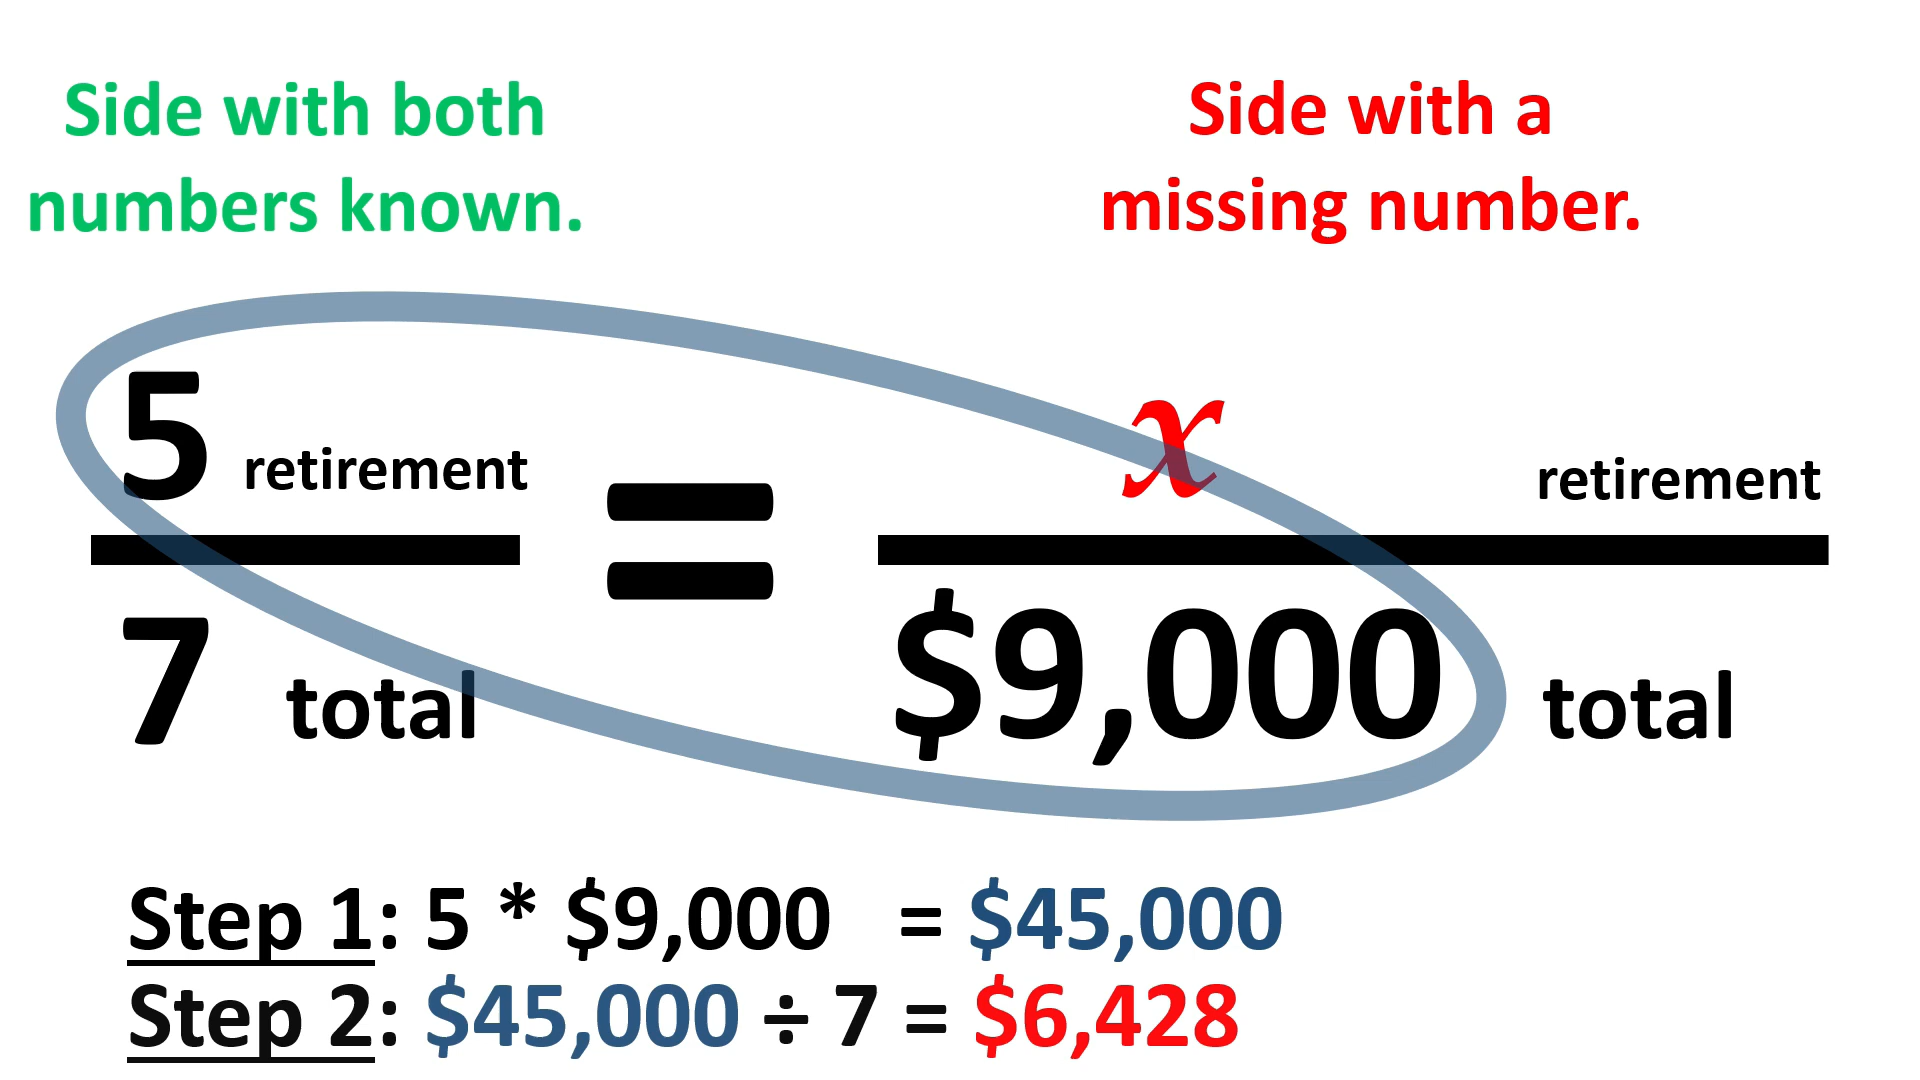 Side with both
numbers known.
Side with a
missing number.
5 retirement
7 total
=
x retirement
$9,000 total
Step 1: 5 * $9,000 = $45,000
Step 2: $45,000 ÷ 7 = $6,428